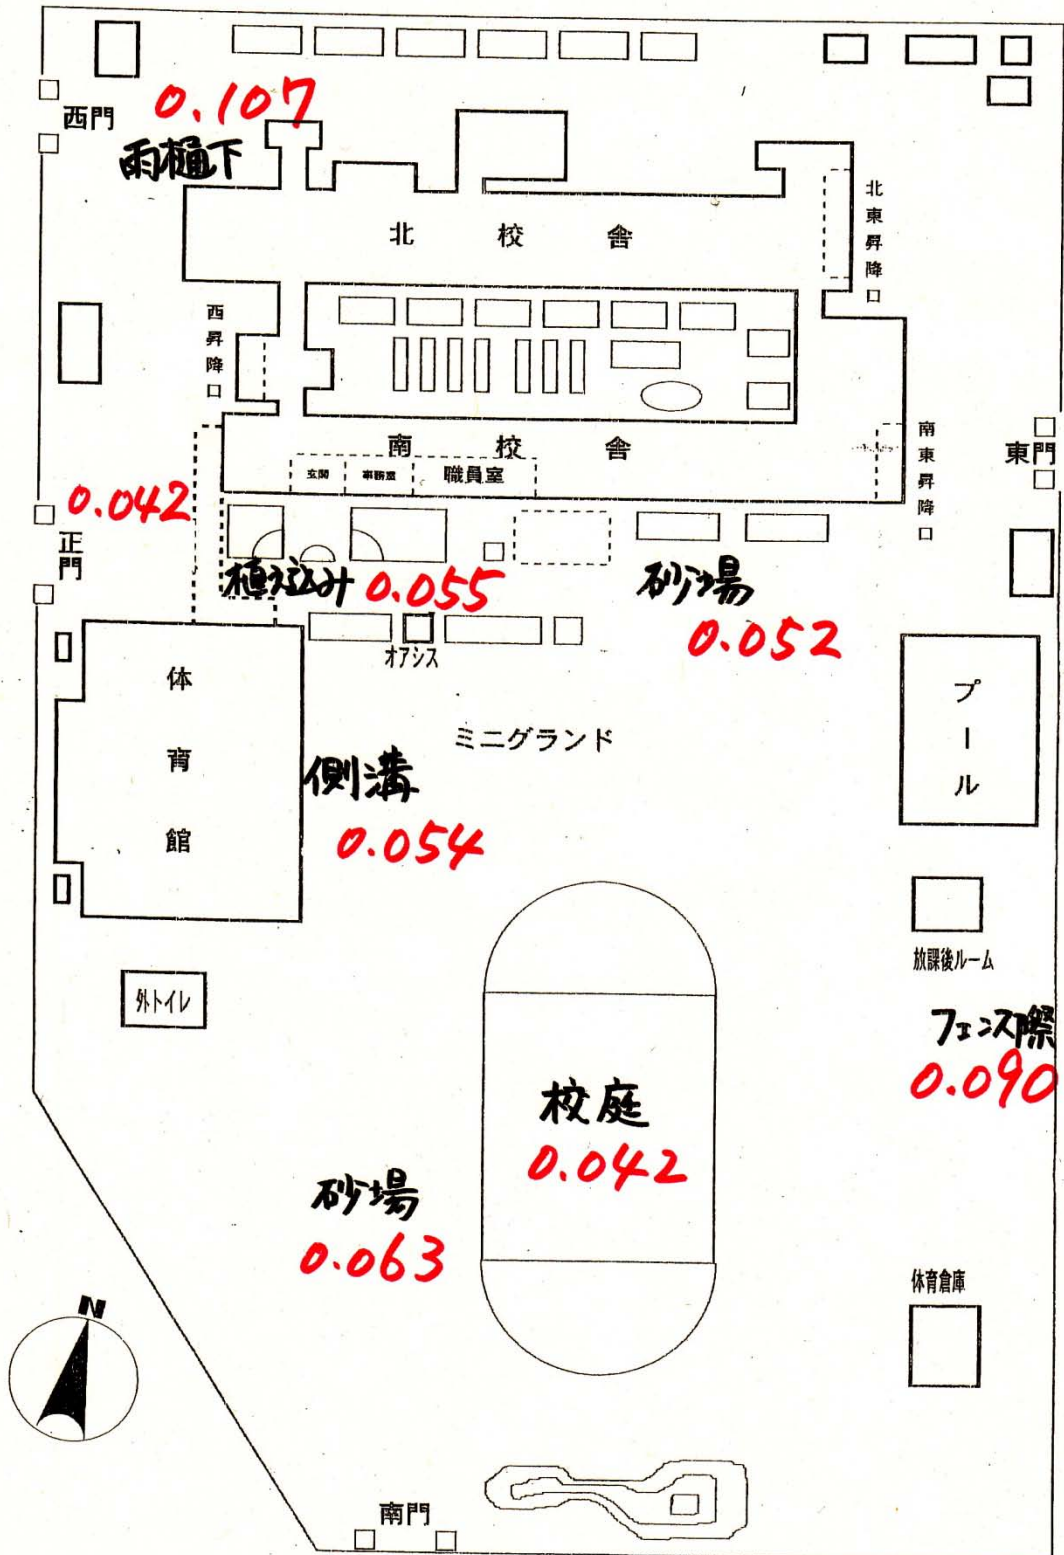 0.107
西門
雨樋下
北校舎
北東昇降口
西昇降口
南校舎
玄関
事務室
職員室
南東昇降口
東門
0.042
正門
植え込み 0.055
砂場
0.052
オアシス
体育館
ミニグランド
プール
側溝
0.054
放課後ルーム
外トイレ
フェンス際
0.090
校庭
0.042
砂場
0.063
体育倉庫
N
南門